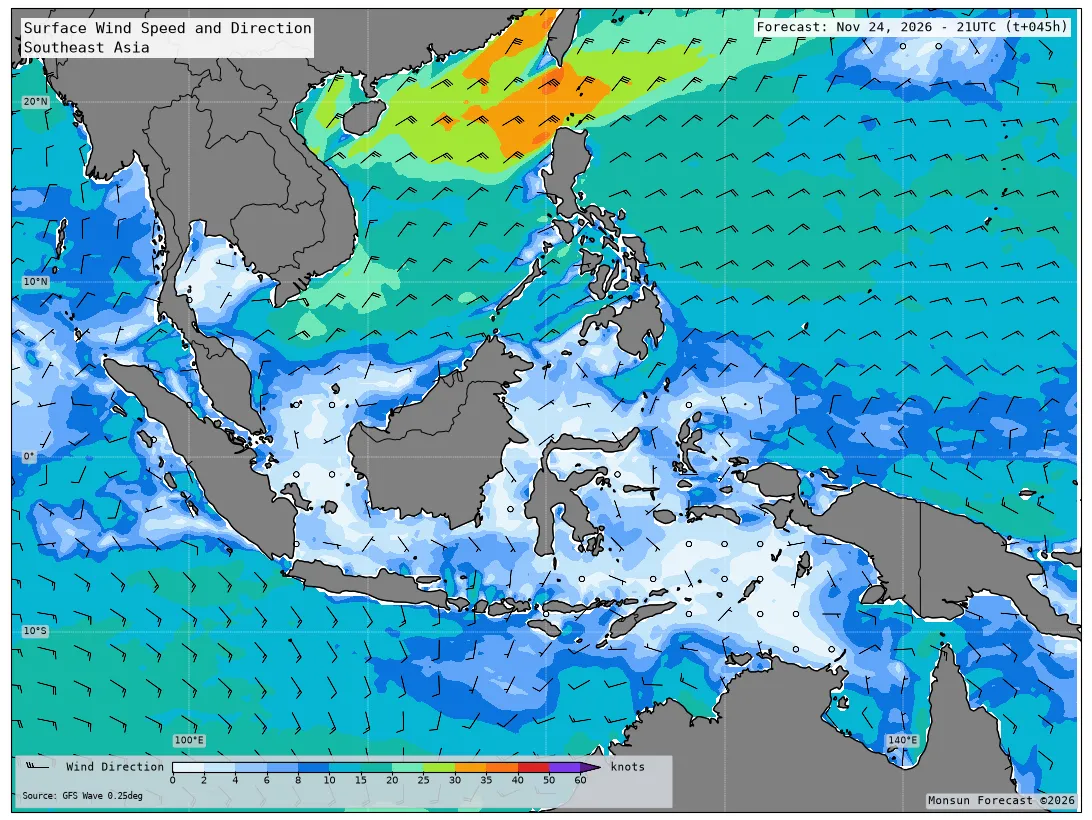 Surface Wind Speed and Direction
Southeast Asia
Forecast: Nov 24, 2026 - 21UTC (t+045h)
20°N
10°N
0°
10°S
100°E
140°E
Wind Direction
knots
0 2 4 6 8 10 15 20 25 30 35 40 50 60
Source: GFS Wave 0.25deg
Monsun Forecast ©2026